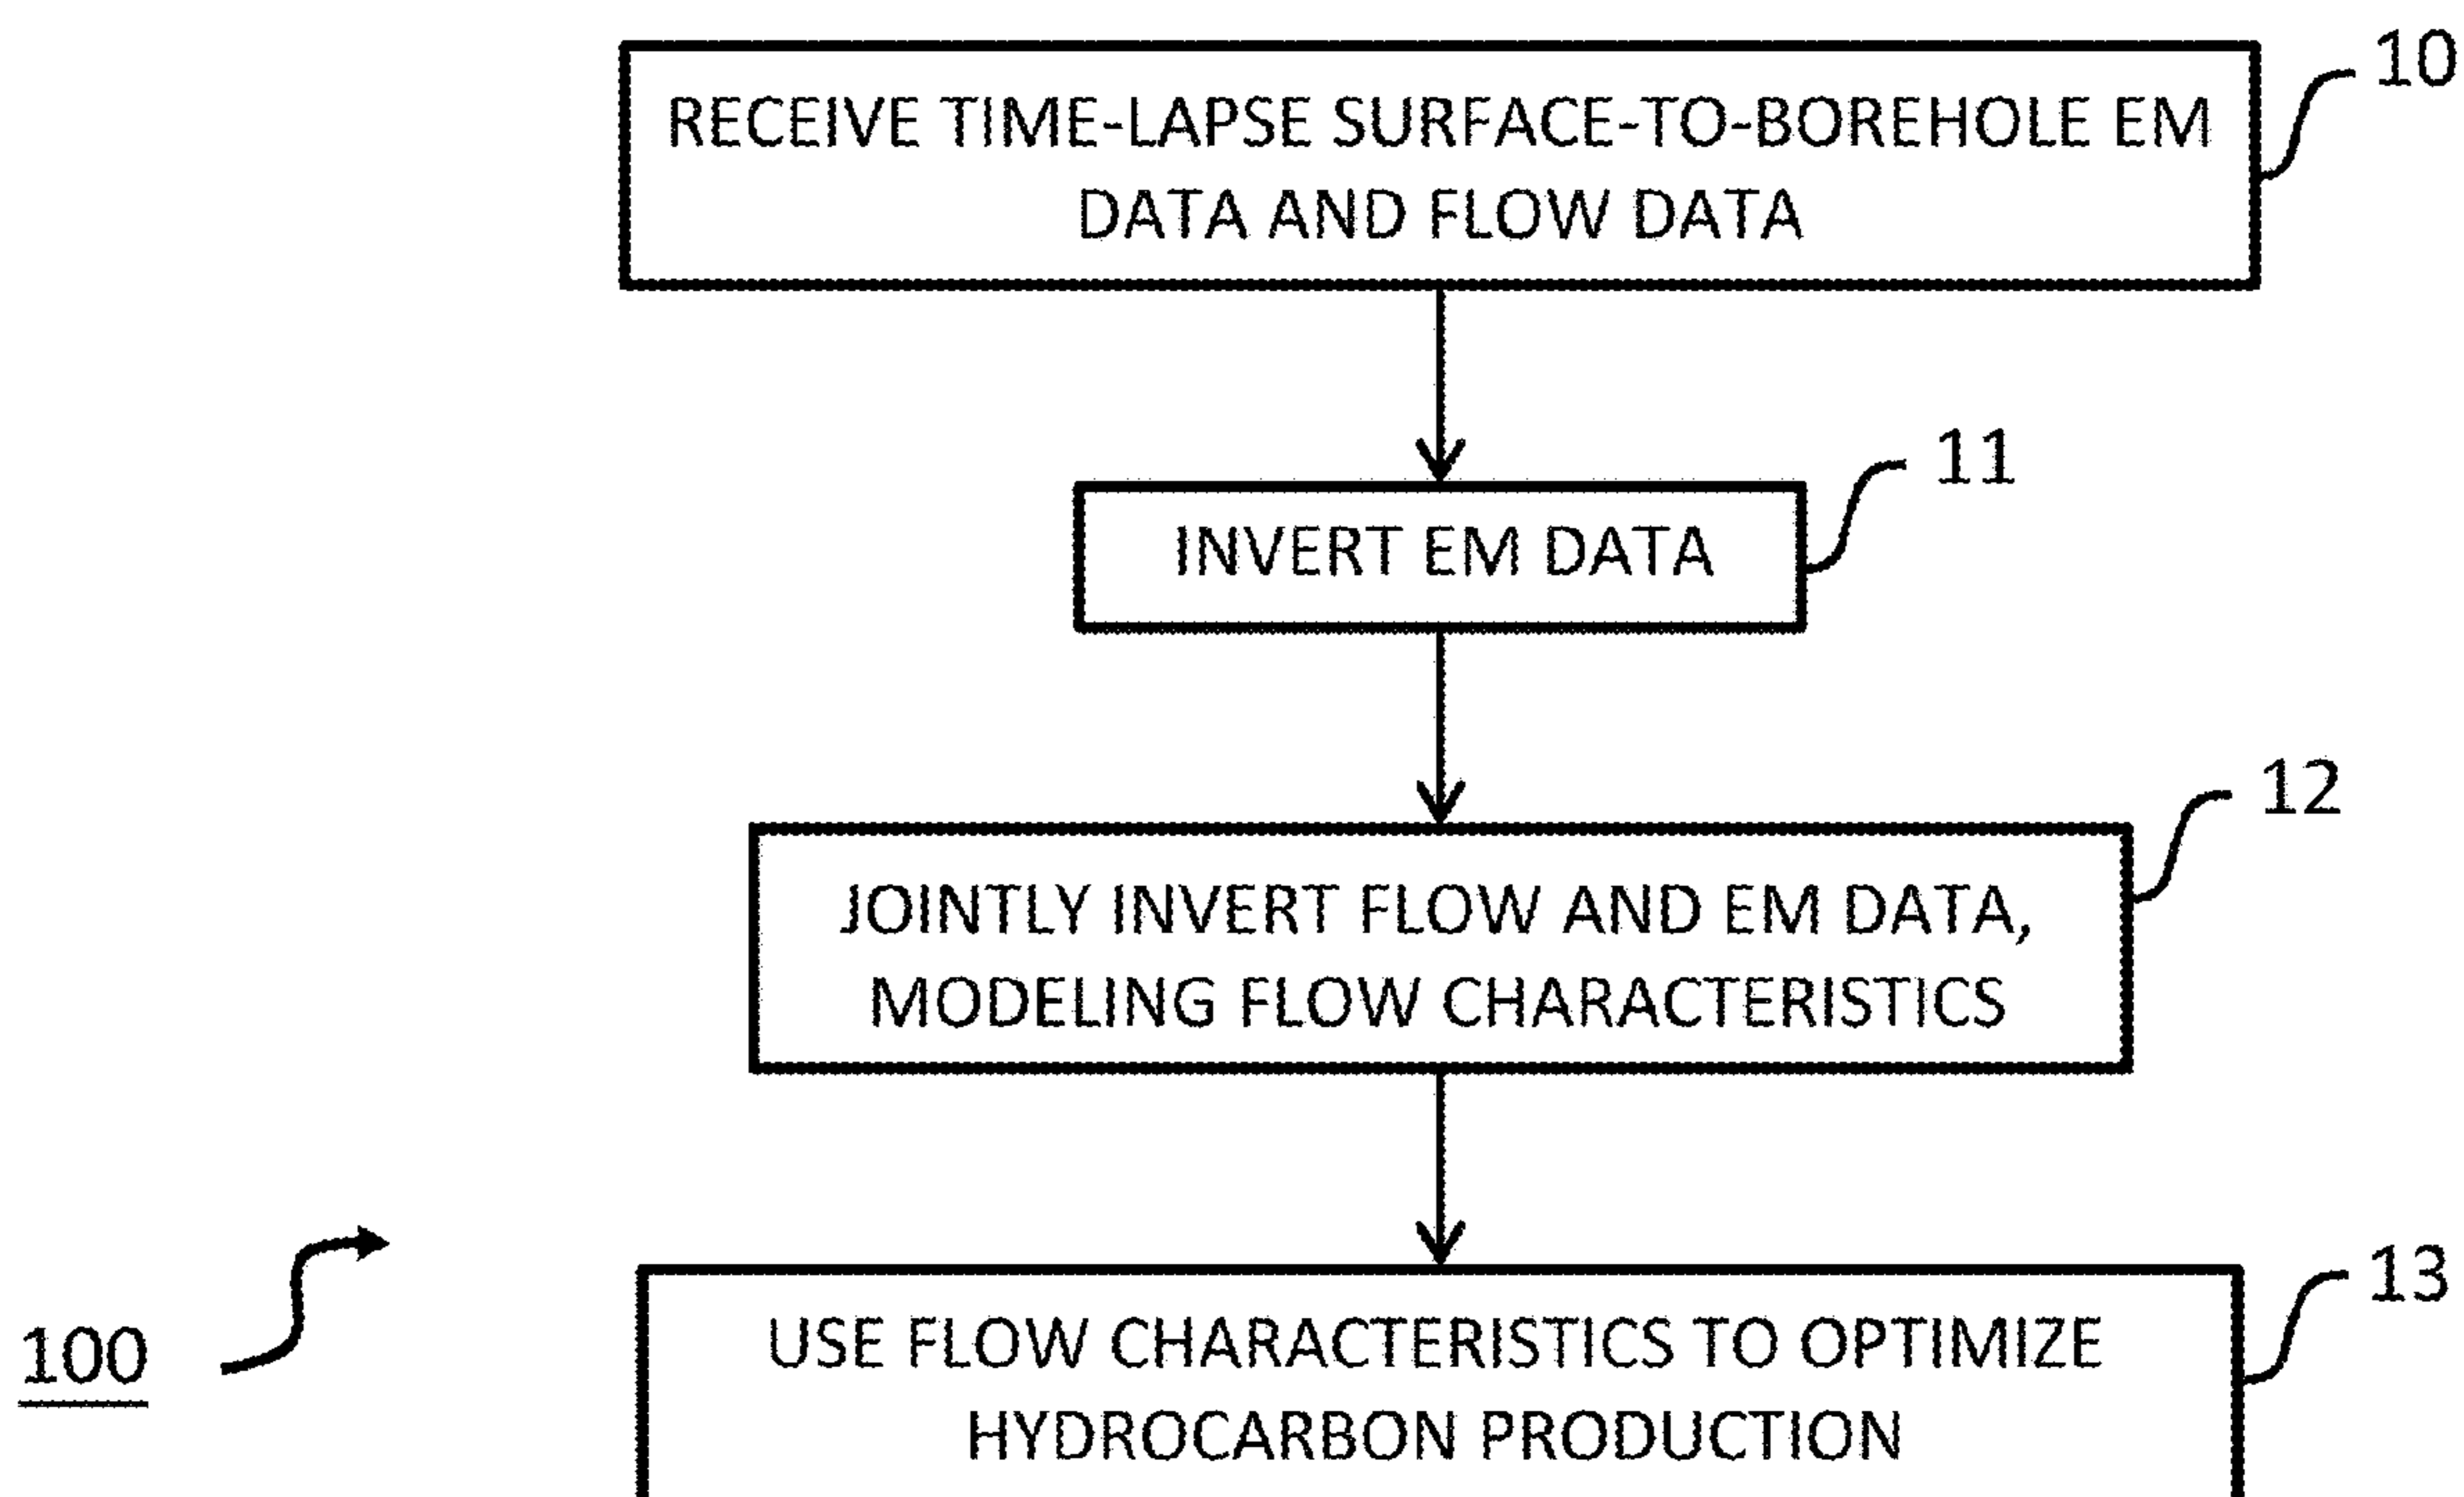 10
RECEIVE TIME-LAPSE SURFACE-TO-BOREHOLE EM
DATA AND FLOW DATA
11
INVERT EM DATA
12
JOINTLY INVERT FLOW AND EM DATA,
MODELING FLOW CHARACTERISTICS
13
USE FLOW CHARACTERISTICS TO OPTIMIZE
HYDROCARBON PRODUCTION
100